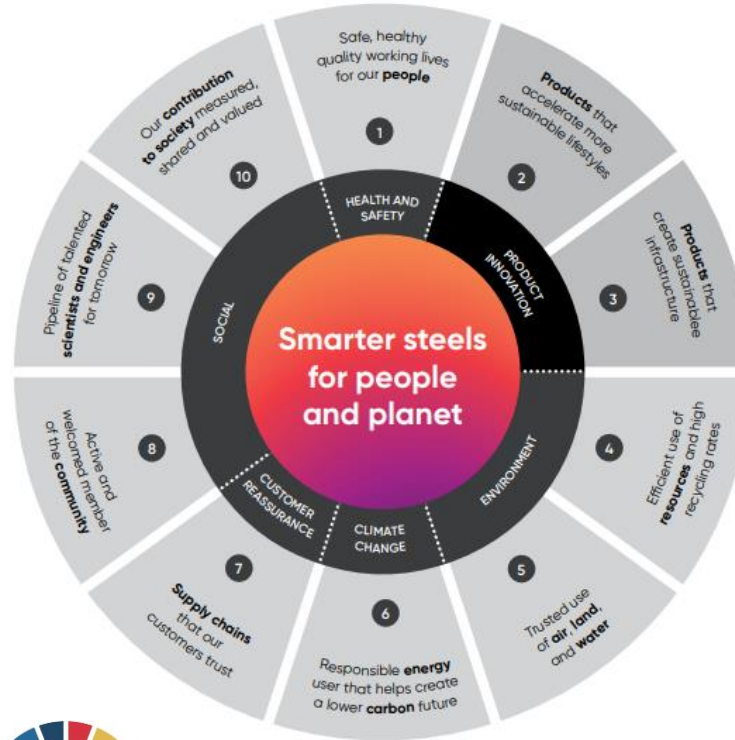 Safe, healthy
quality working lives
for our people
1
Products that
accelerate more
sustainable lifestyles
2
Products that
create sustainablee
infrastructure
3
Efficient use of
resources and high
recycling rates
4
Trusted use
of air, land,
and water
5
Responsible energy
user that helps create
a lower carbon future
6
Supply chains
that our
customers trust
7
Active and
welcomed member
of the community
8
Pipeline of talented
scientists and engineers
for tomorrow
9
Our contribution
to society measured,
shared and valued
10
HEALTH AND
SAFETY
PRODUCT
INNOVATION
ENVIRONMENT
CLIMATE
CHANGE
CUSTOMER
REASSURANCE
SOCIAL
Smarter steels
for people
and planet